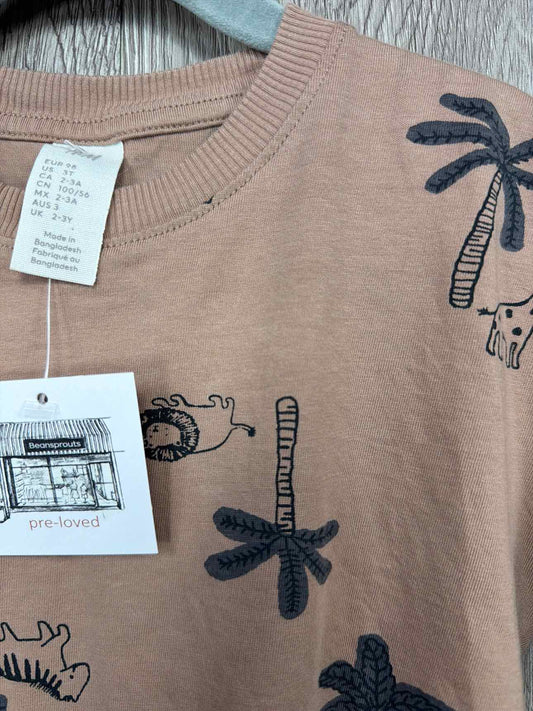 H&M
EUR 98
US 3T
CA 2-3A
CN 100/56
MX 2-3A
AUS 3
UK 2-3Y
Made in
Bangladesh
Fabriqué au
Bangladesh
Beansprouts
pre-loved